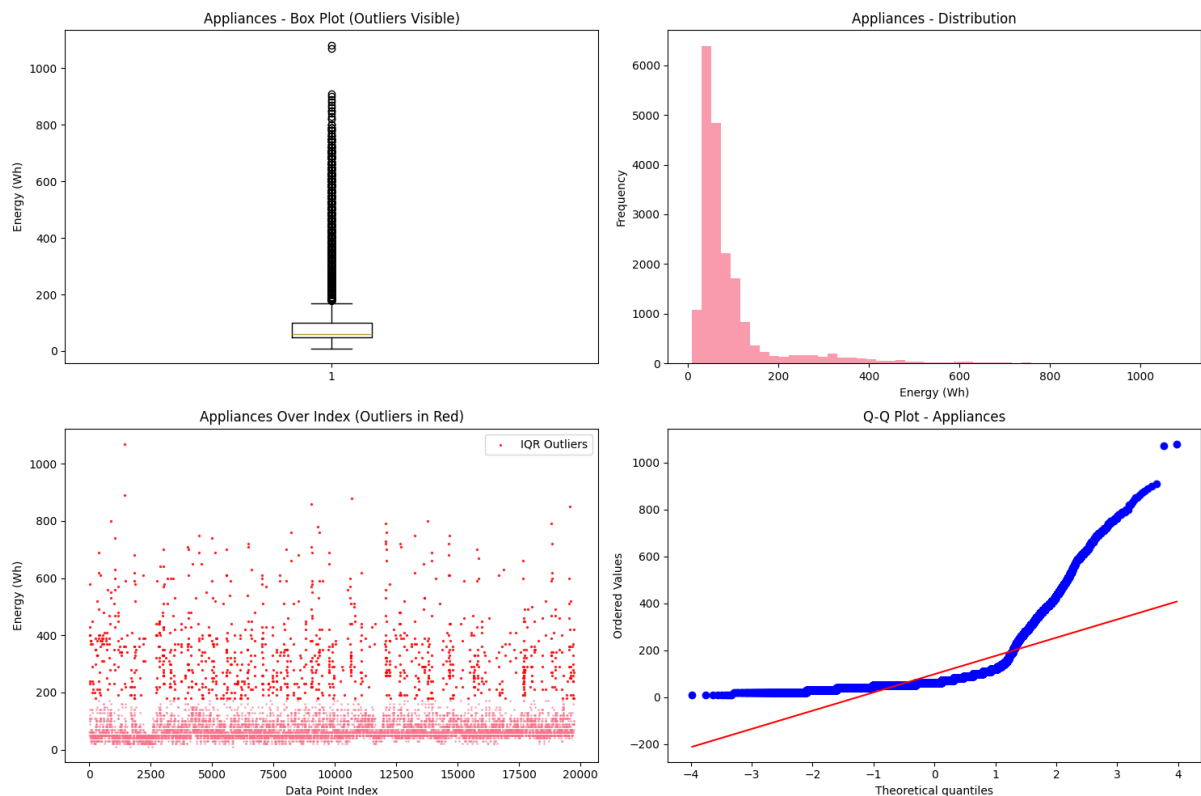 Appliances - Box Plot (Outliers Visible)
Energy (Wh)
1000
800
600
400
200
0
1
Appliances - Distribution
Frequency
6000
5000
4000
3000
2000
1000
0
0 200 400 600 800 1000
Energy (Wh)
Appliances Over Index (Outliers in Red)
IQR Outliers
Energy (Wh)
1000
800
600
400
200
0
0 2500 5000 7500 10000 12500 15000 17500 20000
Data Point Index
Q-Q Plot - Appliances
Ordered Values
1000
800
600
400
200
0
−200
−4 −3 −2 −1 0 1 2 3 4
Theoretical quantiles